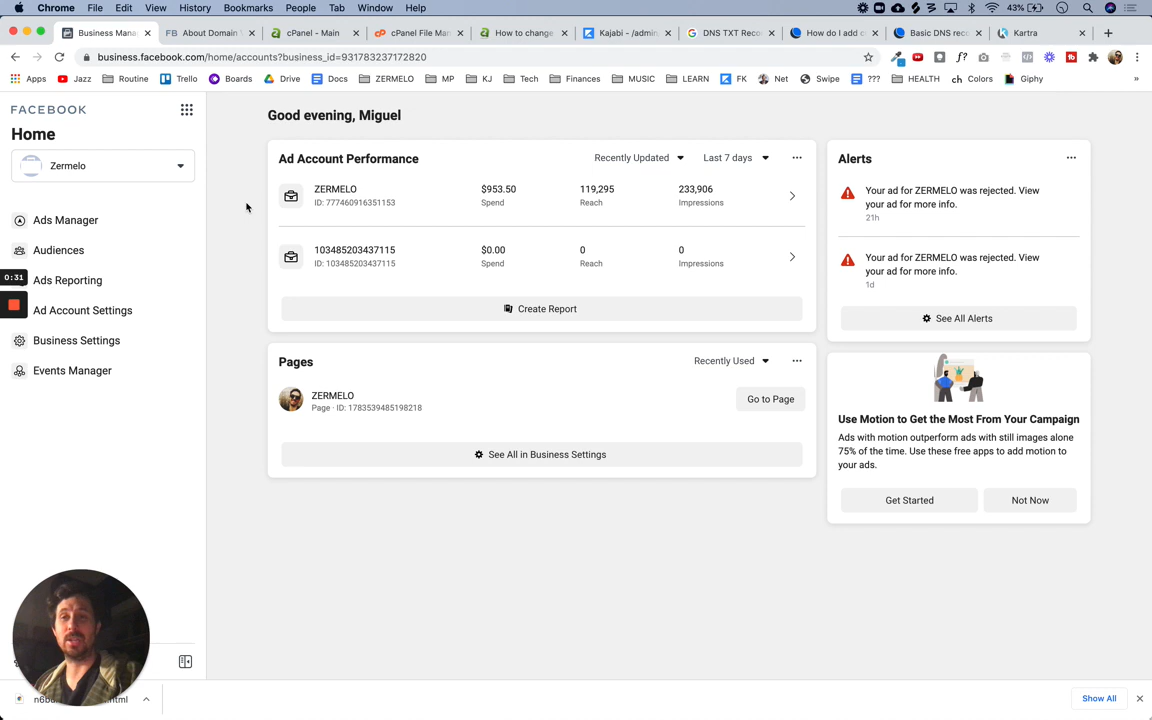 Chrome File Edit View History Bookmarks People Tab Window Help 43%
Business Mana About Domain V cPanel - Main cPanel File Man How to change Kajabi - /admin DNS TXT Reco How do I add c Basic DNS reco Kartra
business.facebook.com/home/accounts?business_id=931783237172820
Apps Jazz Routine Trello Boards Drive Docs ZERMELO MP KJ Tech Finances MUSIC LEARN FK Net Swipe ??? HEALTH ch Colors Giphy »
FACEBOOK
Home
Zermelo
Ads Manager
Audiences
0:31
Ads Reporting
Ad Account Settings
Business Settings
Events Manager
Good evening, Miguel
Ad Account Performance Recently Updated Last 7 days
ZERMELO $953.50 119,295 233,906
ID: 777460916351153 Spend Reach Impressions
103485203437115 $0.00 0 0
ID: 103485203437115 Spend Reach Impressions
Create Report
Pages Recently Used
ZERMELO
Page · ID: 1783539485198218
Go to Page
See All in Business Settings
Alerts
Your ad for ZERMELO was rejected. View
your ad for more info.
21h
Your ad for ZERMELO was rejected. View
your ad for more info.
1d
See All Alerts
Use Motion to Get the Most From Your Campaign
Ads with motion outperform ads with still images alone
75% of the time. Use these free apps to add motion to
your ads.
Get Started Not Now
Show All